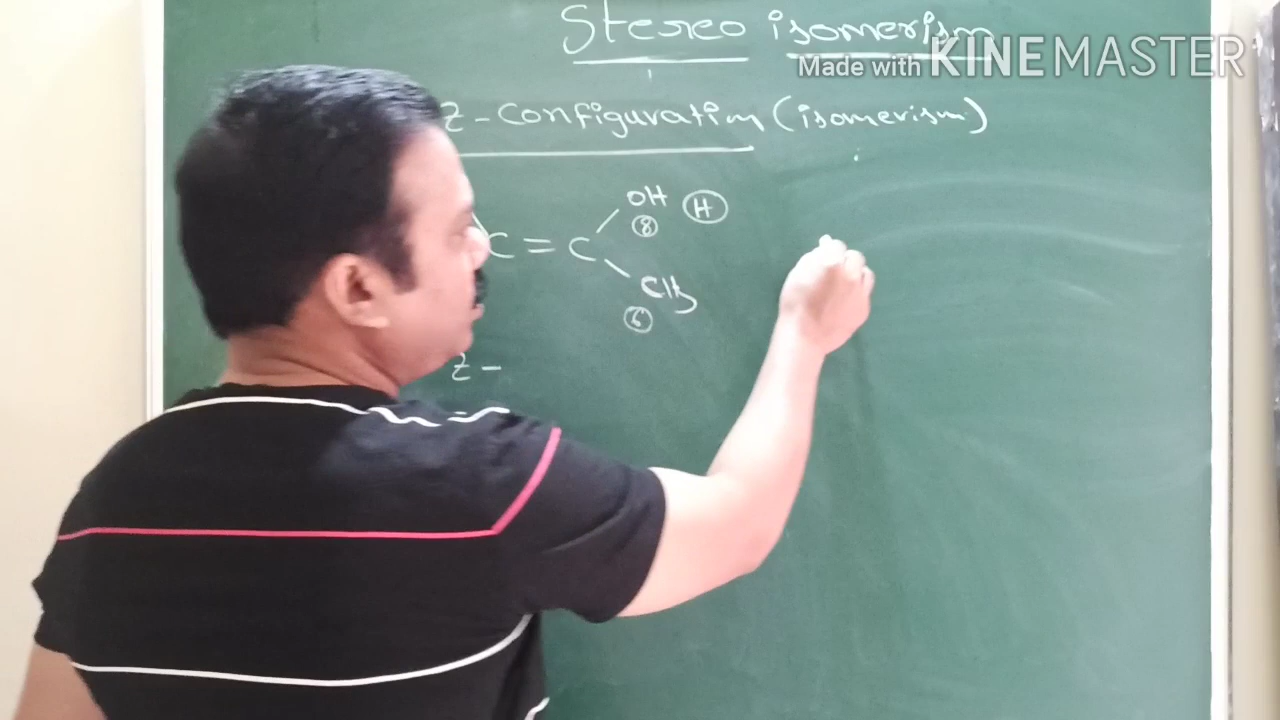 Stereo isomerism
Made with KINEMASTER
Z - Configuration (isomerism)
OH H
8
C = C
CH3
6
Z -